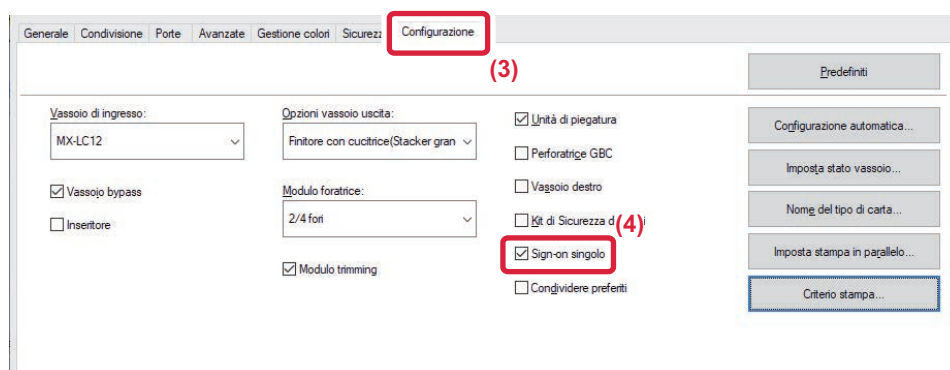 Generale Condivisione Porte Avanzate Gestione colori Configurazione
(3)
Predefiniti
Vassoio di ingresso:
MX-LC12
Vassoio bypass
Inseritore
Opzioni vassoio uscita:
Finitore con cucitrice(Stacker gran
Modulo foratrice:
2/4 fori
Modulo trimming
Unità di piegatura
Perforatrice GBC
Vassoio destro
Kit di Sicurezza
(4)
Sign-on singolo
Condividere preferiti
Configurazione automatica...
Imposta stato vassoio...
Nome del tipo di carta...
Imposta stampa in parallelo...
Criterio stampa...